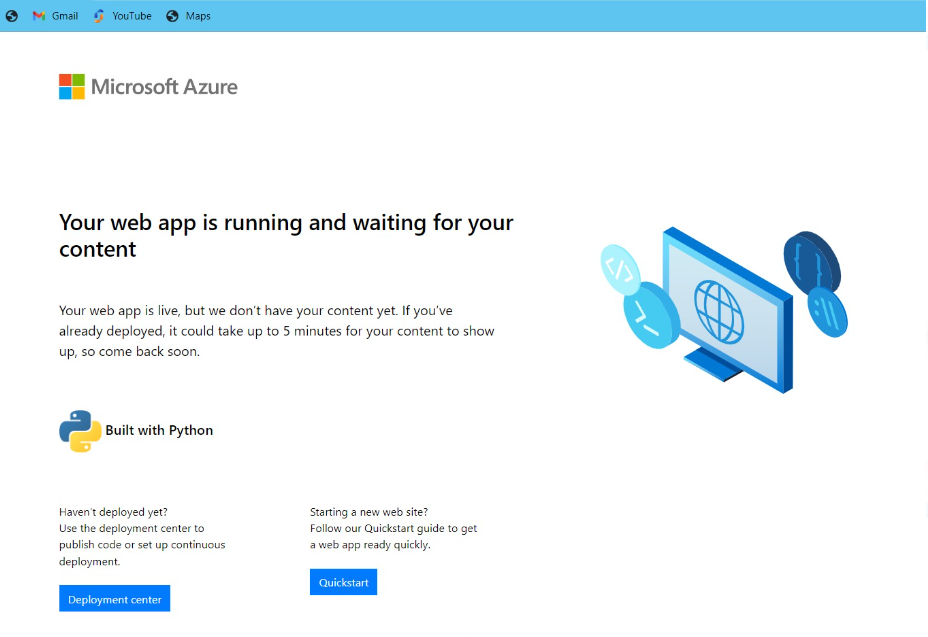 Gmail YouTube Maps
Microsoft Azure
Your web app is running and waiting for your
content
Your web app is live, but we don't have your content yet. If you've
already deployed, it could take up to 5 minutes for your content to show
up, so come back soon.
Built with Python
Haven't deployed yet?
Use the deployment center to
publish code or set up continuous
deployment.
Deployment center
Starting a new web site?
Follow our Quickstart guide to get
a web app ready quickly.
Quickstart